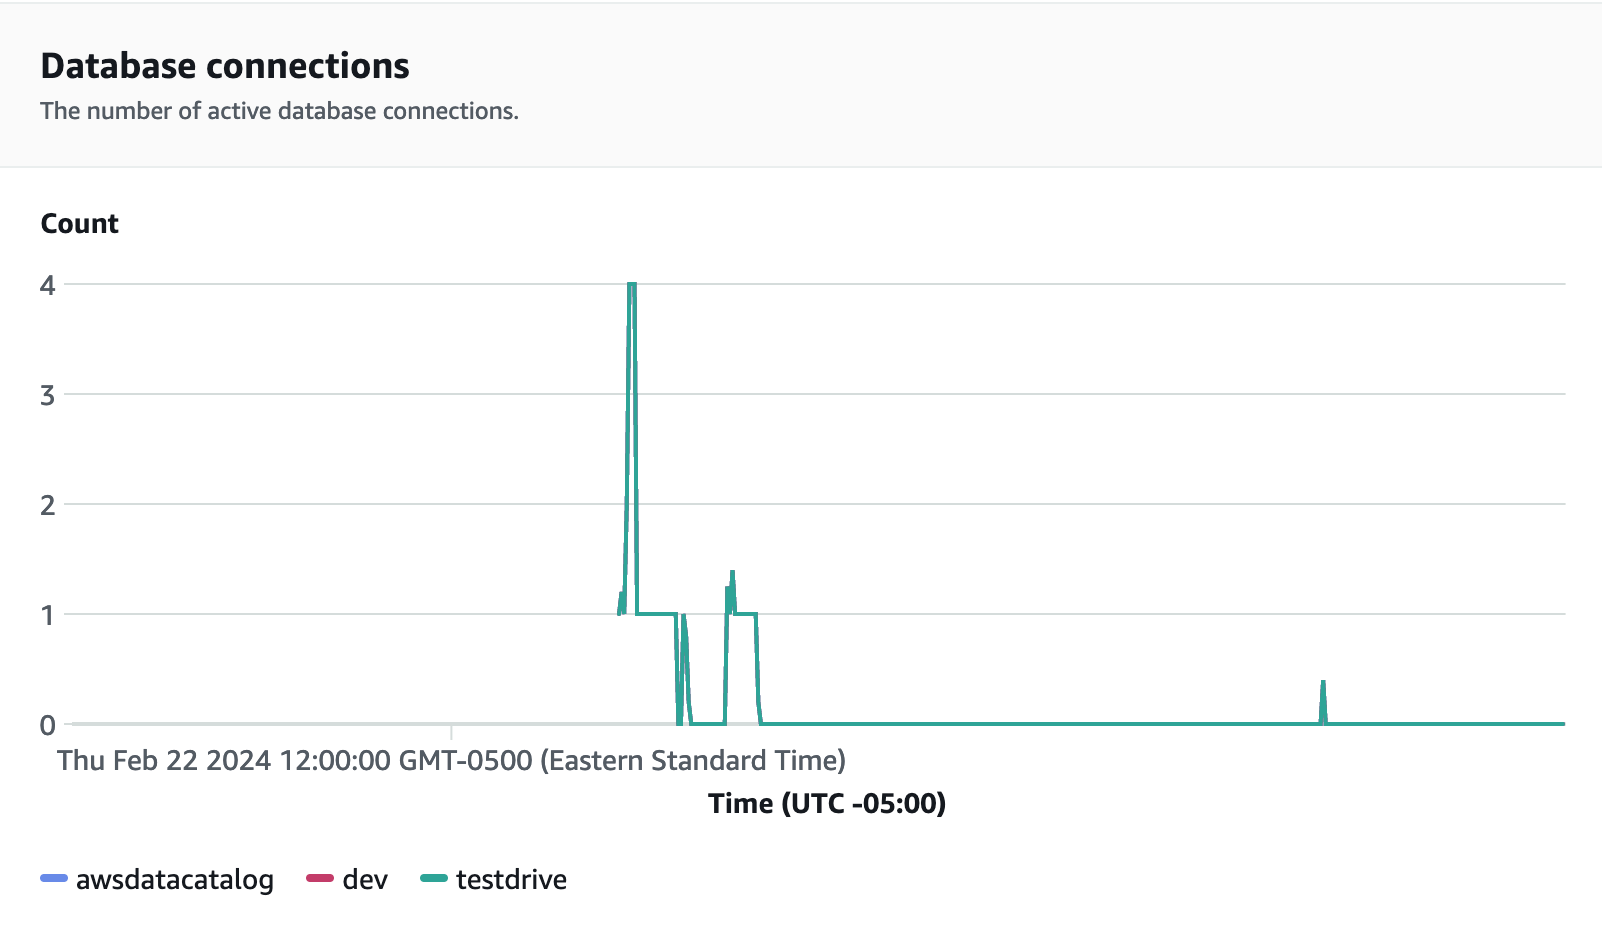 Database connections
The number of active database connections.
Count
4
3
2
1
0
Thu Feb 22 2024 12:00:00 GMT-0500 (Eastern Standard Time)
Time (UTC -05:00)
awsdatacatalog dev testdrive